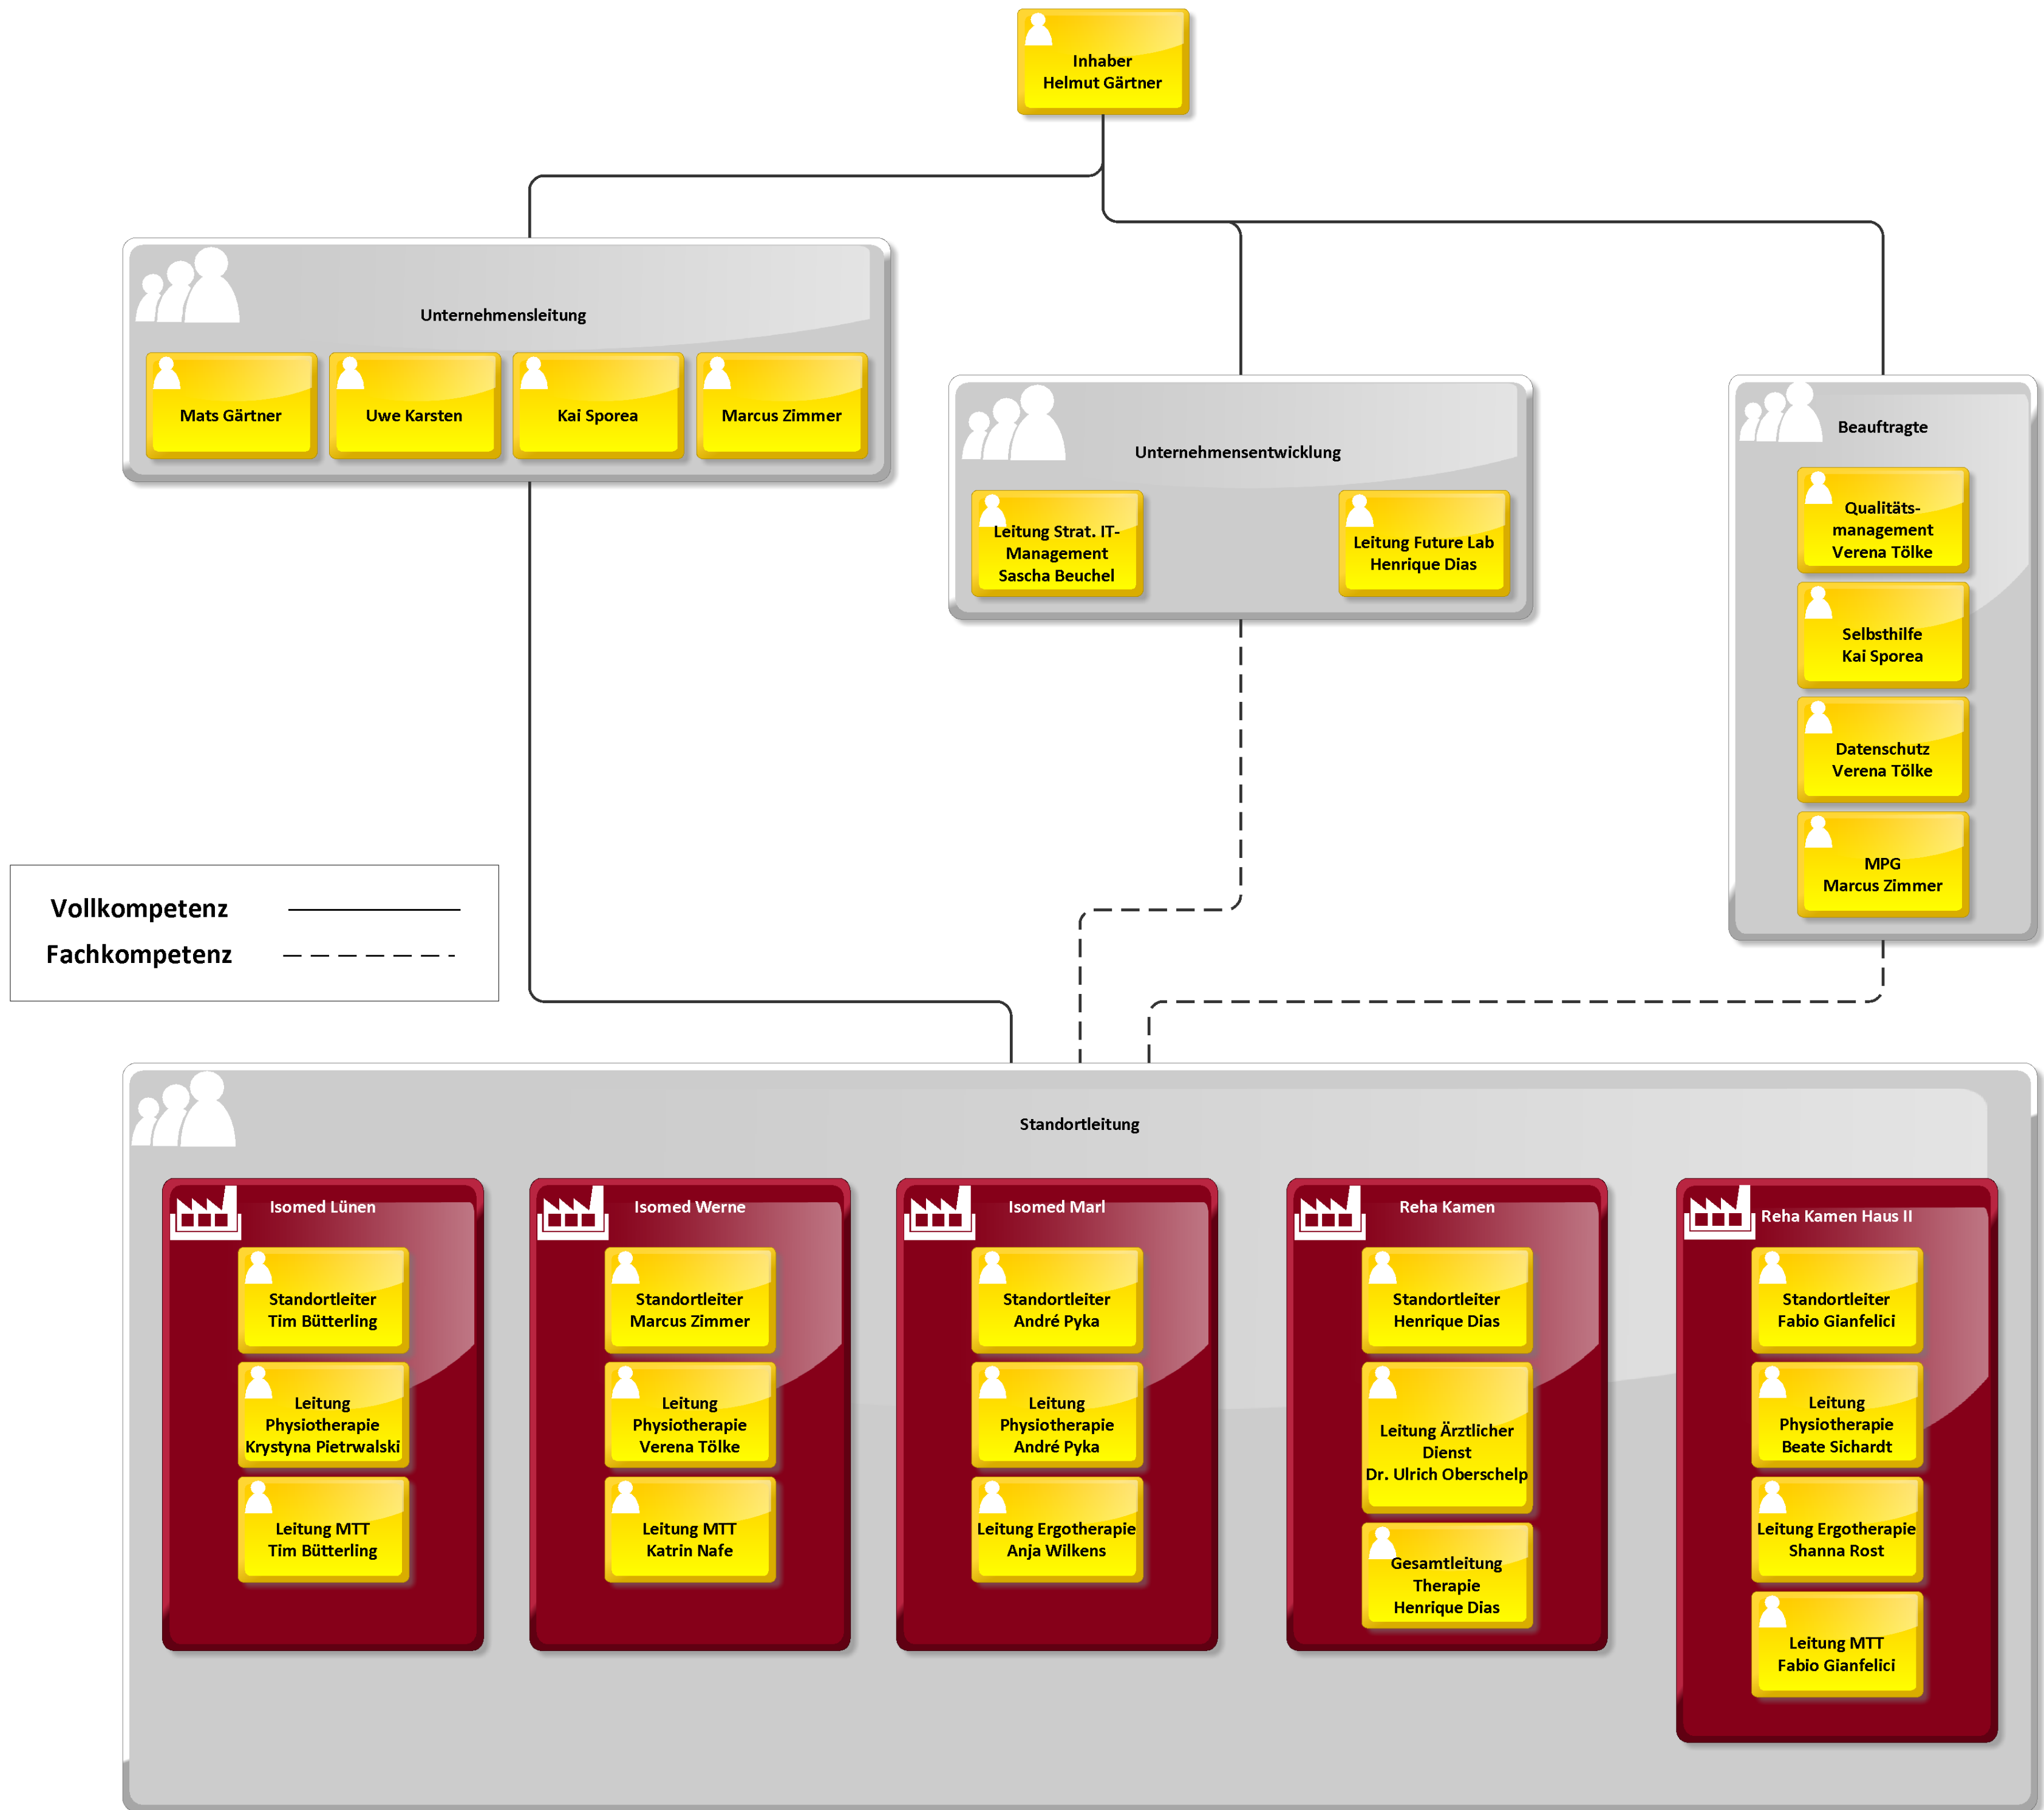 Inhaber
Helmut Gärtner
Unternehmensleitung
Mats Gärtner
Uwe Karsten
Kai Sporea
Marcus Zimmer
Unternehmensentwicklung
Leitung Strat. IT-
Management
Sascha Beuchel
Leitung Future Lab
Henrique Dias
Beauftragte
Qualitäts-
management
Verena Tölke
Selbsthilfe
Kai Sporea
Datenschutz
Verena Tölke
MPG
Marcus Zimmer
Vollkompetenz
Fachkompetenz
Standortleitung
Isomed Lünen
Standortleiter
Tim Bütterling
Leitung
Physiotherapie
Krystyna Pietrwalski
Leitung MTT
Tim Bütterling
Isomed Werne
Standortleiter
Marcus Zimmer
Leitung
Physiotherapie
Verena Tölke
Leitung MTT
Katrin Nafe
Isomed Marl
Standortleiter
André Pyka
Leitung
Physiotherapie
André Pyka
Leitung Ergotherapie
Anja Wilkens
Reha Kamen
Standortleiter
Henrique Dias
Leitung Ärztlicher
Dienst
Dr. Ulrich Oberschelp
Gesamtleitung
Therapie
Henrique Dias
Reha Kamen Haus II
Standortleiter
Fabio Gianfelici
Leitung
Physiotherapie
Beate Sichardt
Leitung Ergotherapie
Shanna Rost
Leitung MTT
Fabio Gianfelici